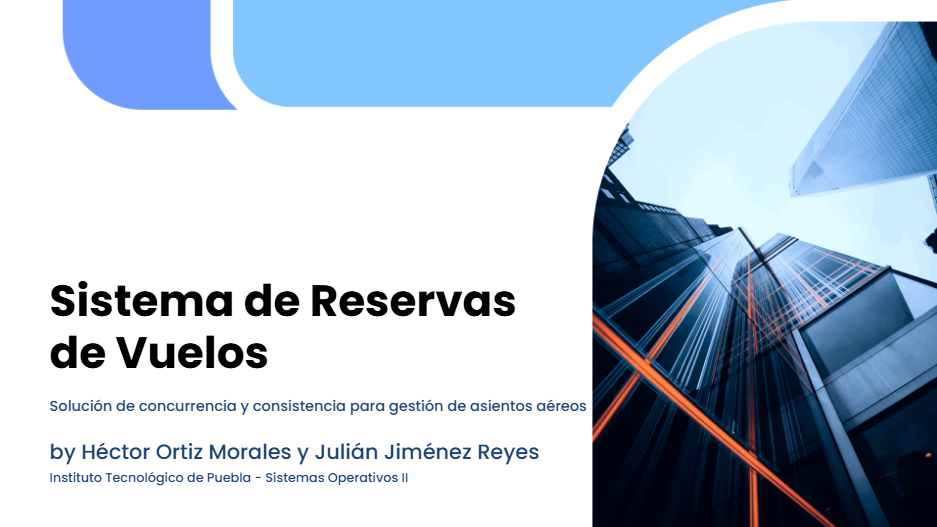 Sistema de Reservas
de Vuelos
Solución de concurrencia y consistencia para gestión de asientos aéreos
by Héctor Ortiz Morales y Julián Jiménez Reyes
Instituto Tecnológico de Puebla - Sistemas Operativos II